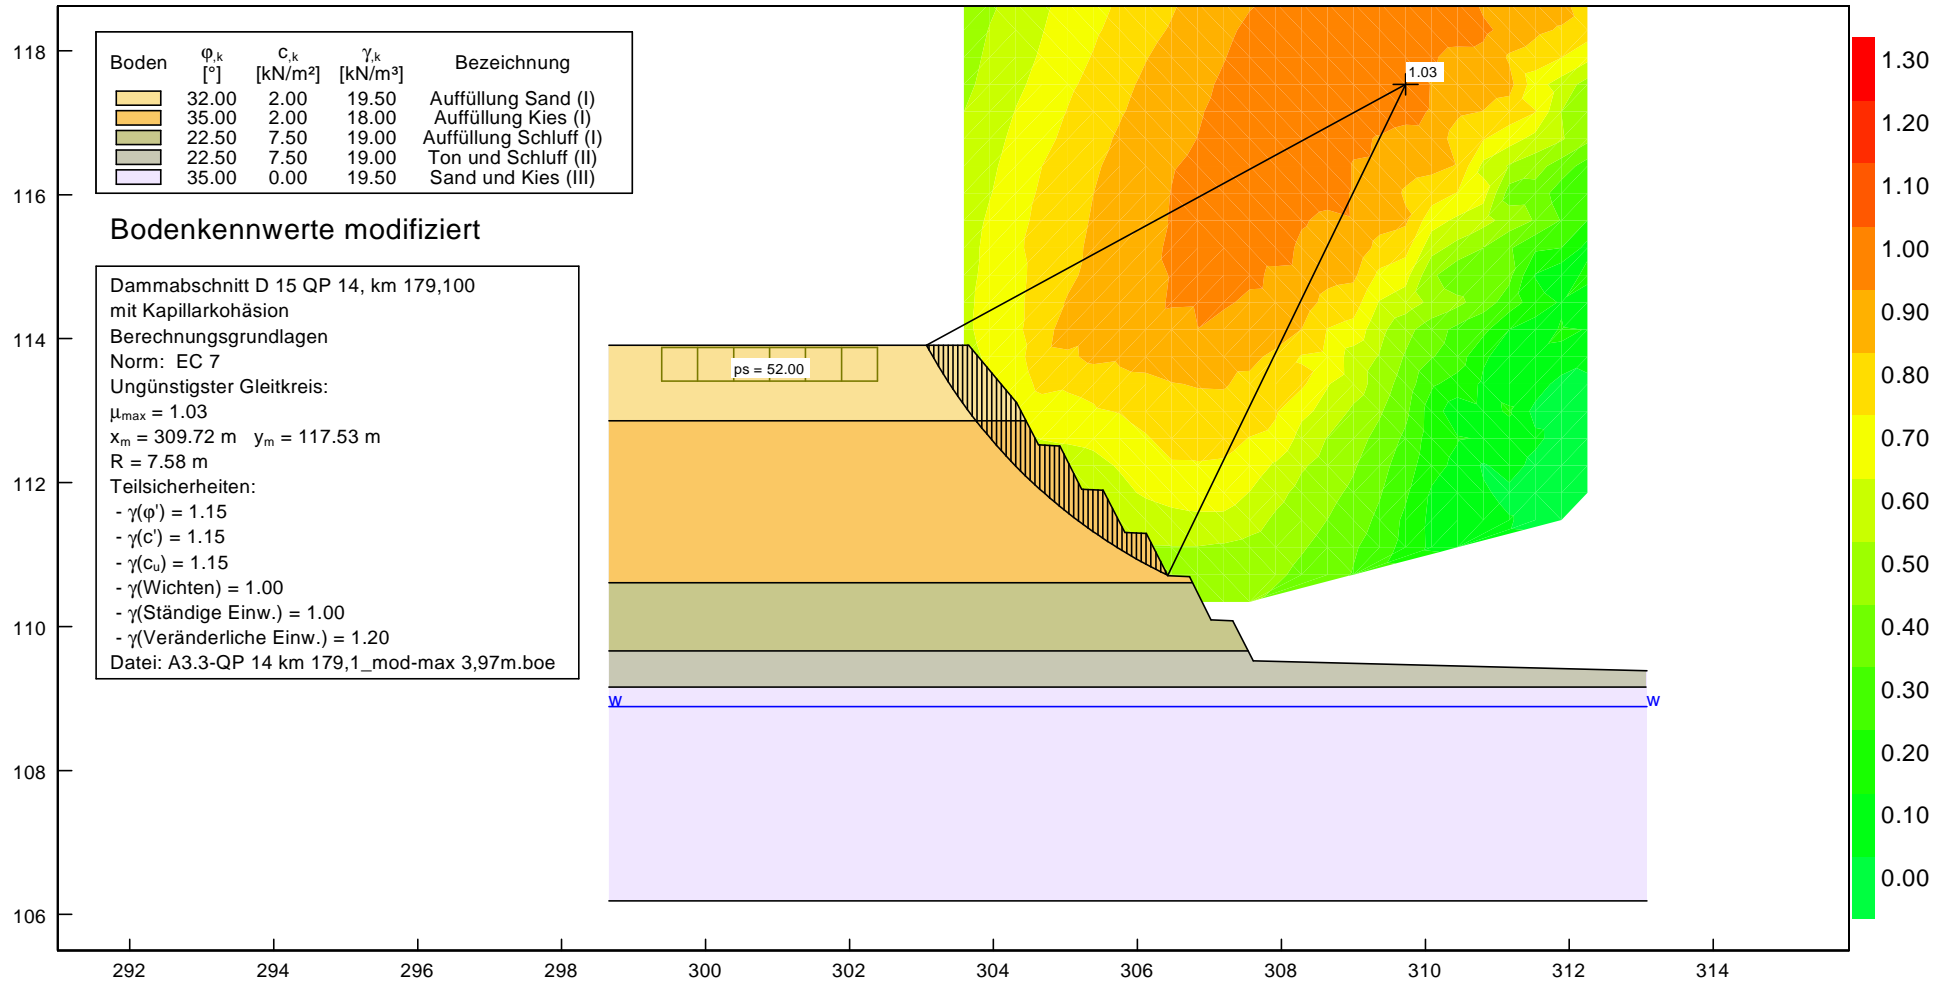 Boden φ,k c,k γ,k Bezeichnung
[°] [kN/m²] [kN/m³]
32.00 2.00 19.50 Auffüllung Sand (I)
35.00 2.00 18.00 Auffüllung Kies (I)
22.50 7.50 19.00 Auffüllung Schluff (I)
22.50 7.50 19.00 Ton und Schluff (II)
35.00 0.00 19.50 Sand und Kies (III)
Bodenkennwerte modifiziert
Dammabschnitt D 15 QP 14, km 179,100
mit Kapillarkohäsion
Berechnungsgrundlagen
Norm: EC 7
Ungünstigster Gleitkreis:
μmax = 1.03
xm = 309.72 m ym = 117.53 m
R = 7.58 m
Teilsicherheiten:
- γ(φ') = 1.15
- γ(c') = 1.15
- γ(cu) = 1.15
- γ(Wichten) = 1.00
- γ(Ständige Einw.) = 1.00
- γ(Veränderliche Einw.) = 1.20
Datei: A3.3-QP 14 km 179,1_mod-max 3,97m.boe
1.03
ps = 52.00
w
w
118
116
114
112
110
108
106
292 294 296 298 300 302 304 306 308 310 312 314
1.30
1.20
1.10
1.00
0.90
0.80
0.70
0.60
0.50
0.40
0.30
0.20
0.10
0.00